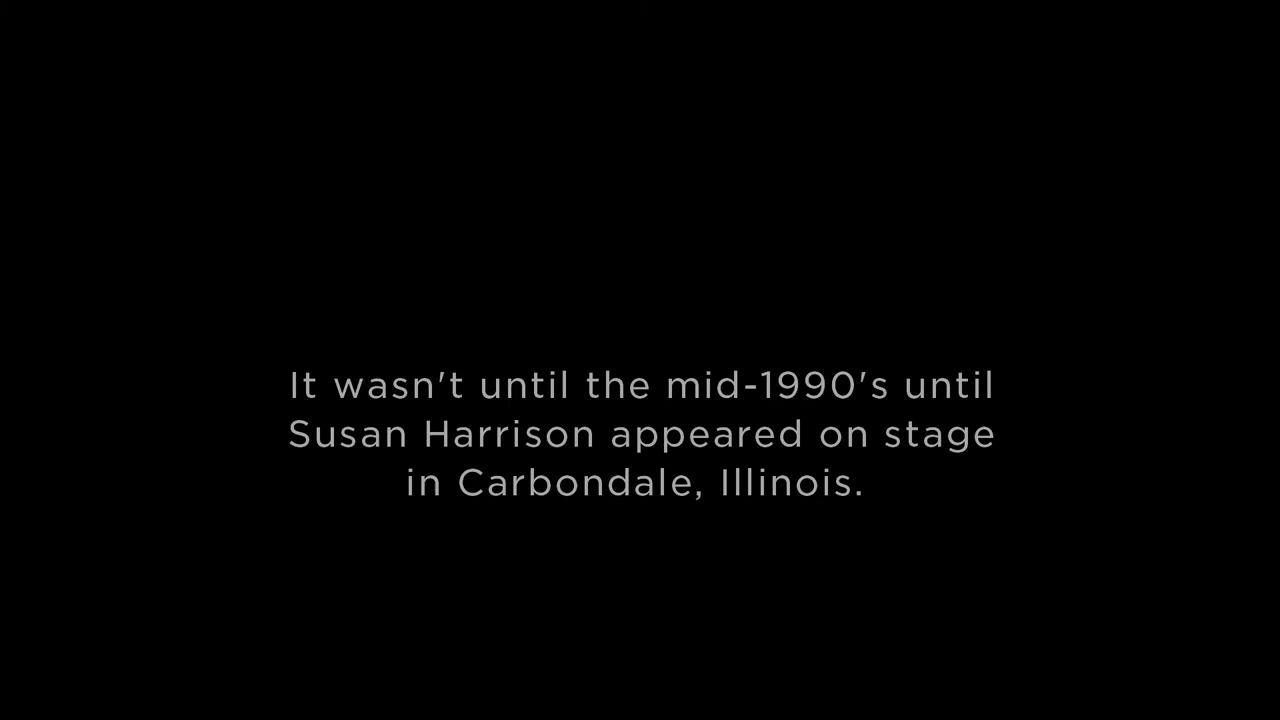 It wasn't until the mid-1990's until
Susan Harrison appeared on stage
in Carbondale, Illinois.